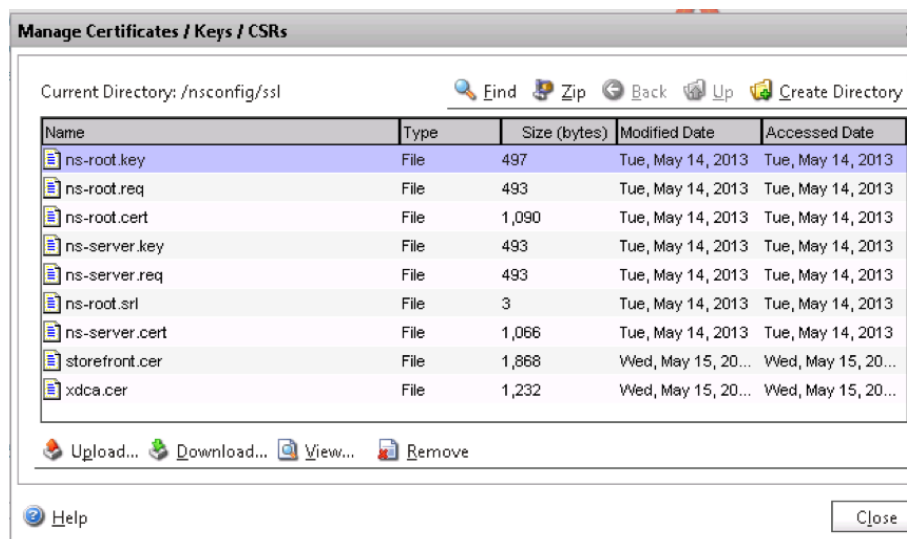 Manage Certificates / Keys / CSRs
Current Directory: /nsconfig/ssl Find Zip Back Up Create Directory
Name Type Size (bytes) Modified Date Accessed Date
ns-root.key File 497 Tue, May 14, 2013 Tue, May 14, 2013
ns-root.req File 493 Tue, May 14, 2013 Tue, May 14, 2013
ns-root.cert File 1,090 Tue, May 14, 2013 Tue, May 14, 2013
ns-server.key File 493 Tue, May 14, 2013 Tue, May 14, 2013
ns-server.req File 493 Tue, May 14, 2013 Tue, May 14, 2013
ns-root.srl File 3 Tue, May 14, 2013 Tue, May 14, 2013
ns-server.cert File 1,066 Tue, May 14, 2013 Tue, May 14, 2013
storefront.cer File 1,868 Wed, May 15, 20... Wed, May 15, 20...
xdca.cer File 1,232 Wed, May 15, 20... Wed, May 15, 20...
Upload... Download... View... Remove
Help Close